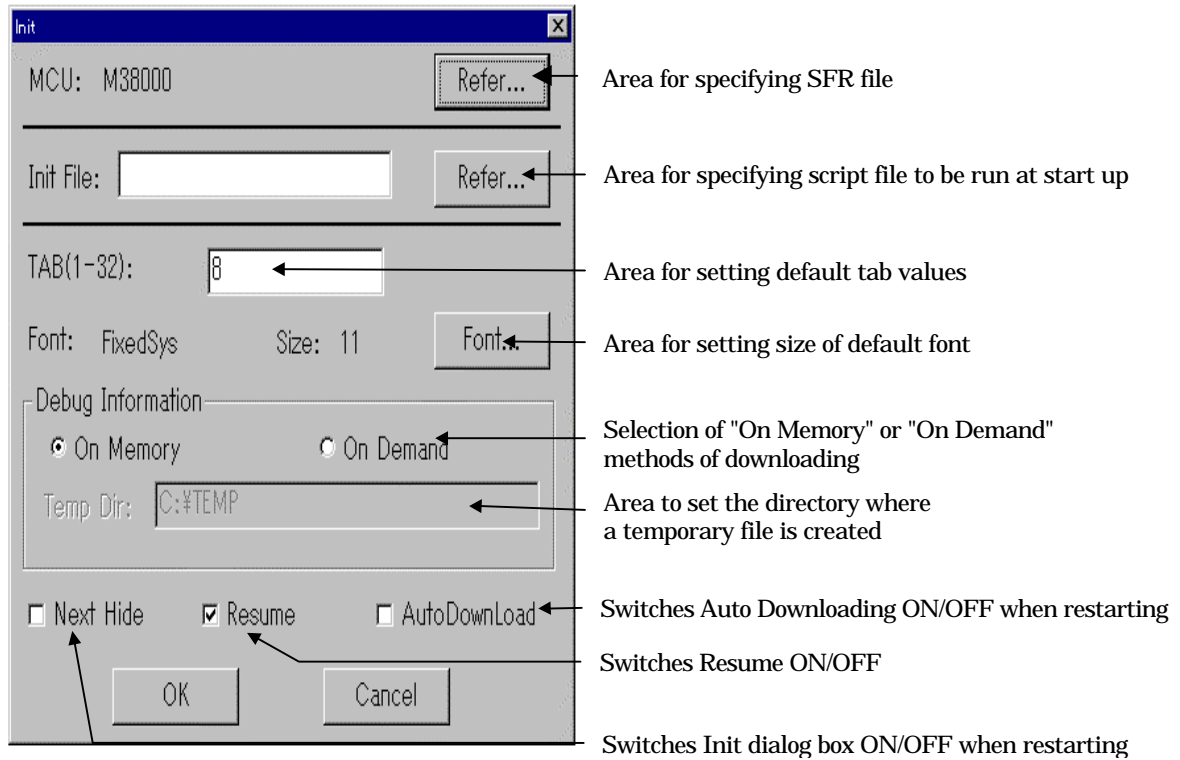 Init
MCU: M38000
Refer...
Area for specifying SFR file
Init File:
Refer...
Area for specifying script file to be run at start up
TAB(1-32):
8
Area for setting default tab values
Font: FixedSys
Size: 11
Font...
Area for setting size of default font
Debug Information
On Memory
On Demand
Selection of "On Memory" or "On Demand"
methods of downloading
Temp Dir:
C:¥TEMP
Area to set the directory where
a temporary file is created
Next Hide
Resume
AutoDownLoad
Switches Auto Downloading ON/OFF when restarting
Switches Resume ON/OFF
OK
Cancel
Switches Init dialog box ON/OFF when restarting